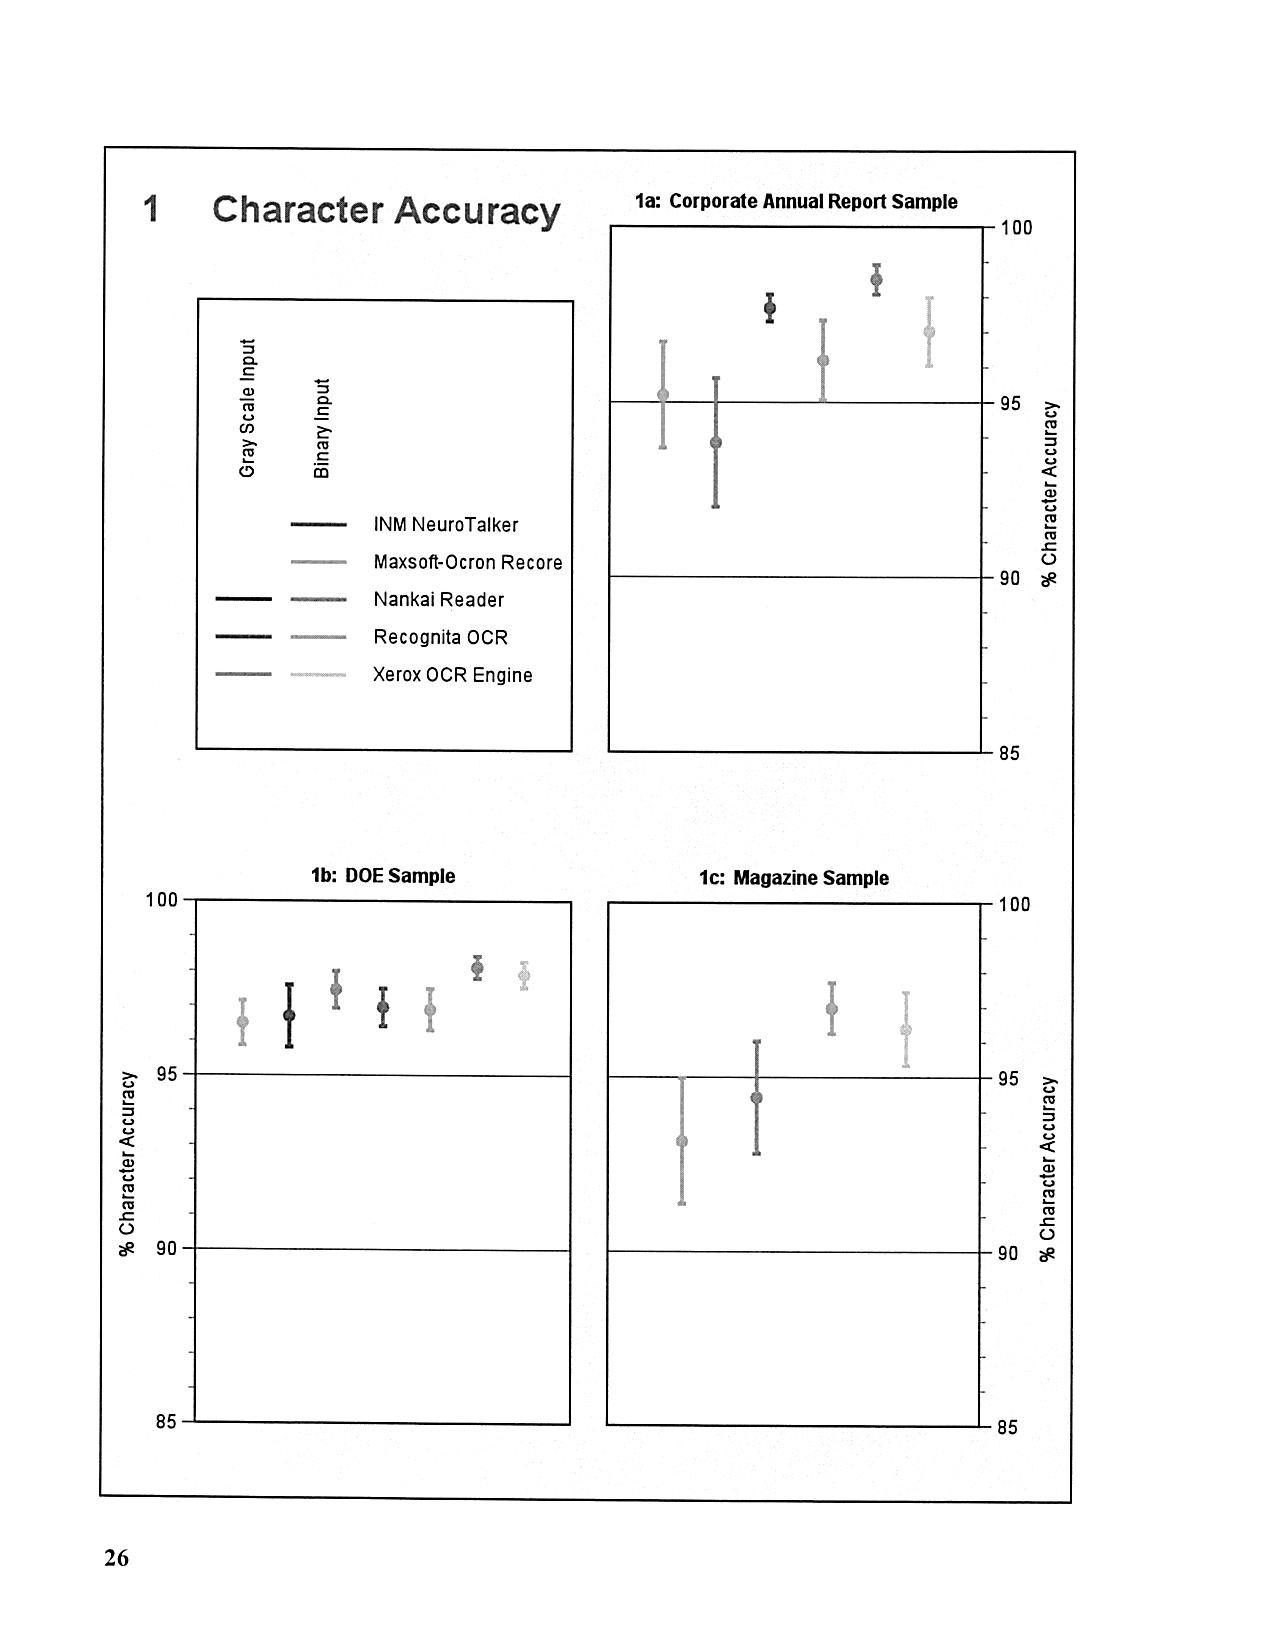 1 Character Accuracy
Gray Scale Input
Binary Input
INM NeuroTalker
Maxsoft-Ocron Recore
Nankai Reader
Recognita OCR
Xerox OCR Engine
1a: Corporate Annual Report Sample
100
95
90
85
% Character Accuracy
1b: DOE Sample
100
95
90
85
% Character Accuracy
1c: Magazine Sample
100
95
90
85
% Character Accuracy
26